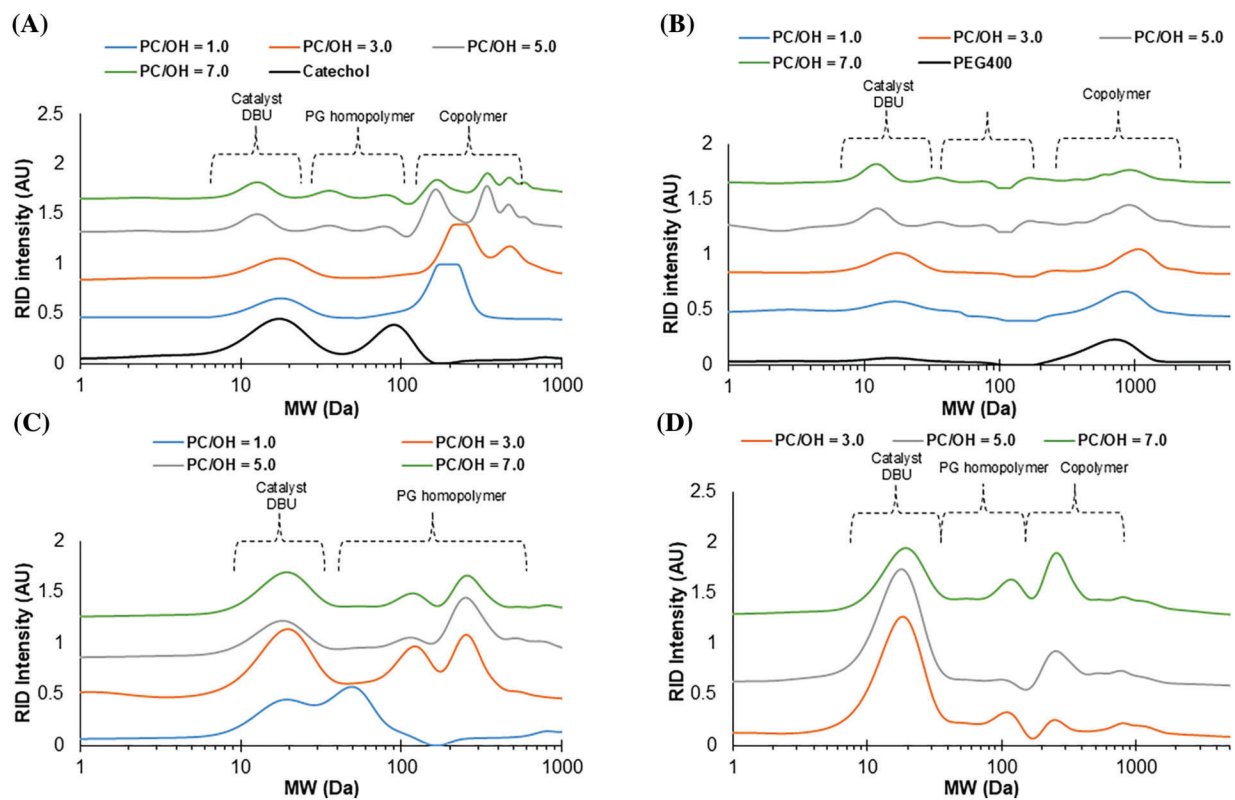 (A)
PC/OH = 1.0 PC/OH = 3.0 PC/OH = 5.0
PC/OH = 7.0 Catechol
Catalyst
DBU
PG homopolymer
Copolymer
2.5
2
1.5
1
0.5
0
RID intensity (AU)
1 10 100 1000
MW (Da)
(B)
PC/OH = 1.0 PC/OH = 3.0 PC/OH = 5.0
PC/OH = 7.0 PEG400
Catalyst
DBU
Copolymer
2
1.5
1
0.5
0
RID intensity (AU)
1 10 100 1000
MW (Da)
(C)
PC/OH = 1.0 PC/OH = 3.0
PC/OH = 5.0 PC/OH = 7.0
Catalyst
DBU
PG homopolymer
2.5
2
1.5
1
0.5
0
RID Intensity (AU)
1 10 100 1000
MW (Da)
(D)
PC/OH = 3.0 PC/OH = 5.0 PC/OH = 7.0
Catalyst
DBU
PG homopolymer
Copolymer
2.5
2
1.5
1
0.5
0
RID Intensity (AU)
1 10 100 1000
MW (Da)